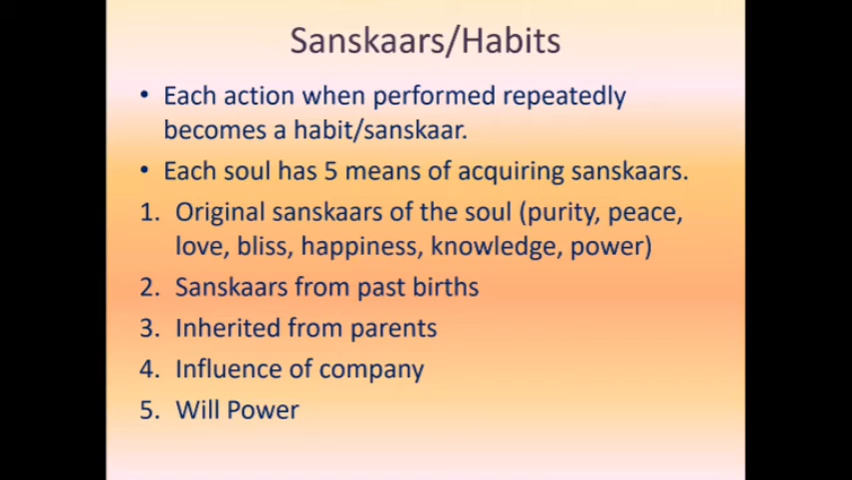 Sanskaars/Habits
• Each action when performed repeatedly
becomes a habit/sanskaar.
• Each soul has 5 means of acquiring sanskaars.
1. Original sanskaars of the soul (purity, peace,
love, bliss, happiness, knowledge, power)
2. Sanskaars from past births
3. Inherited from parents
4. Influence of company
5. Will Power